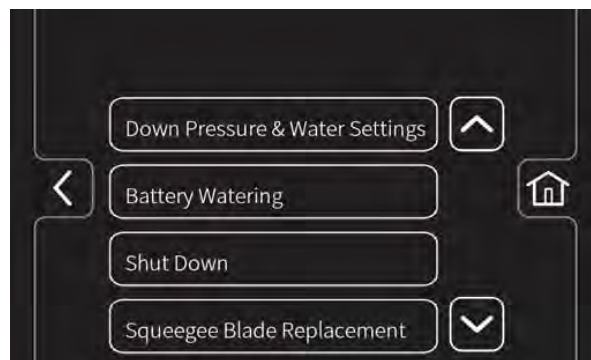 Down Pressure & Water Settings
Battery Watering
Shut Down
Squeegee Blade Replacement